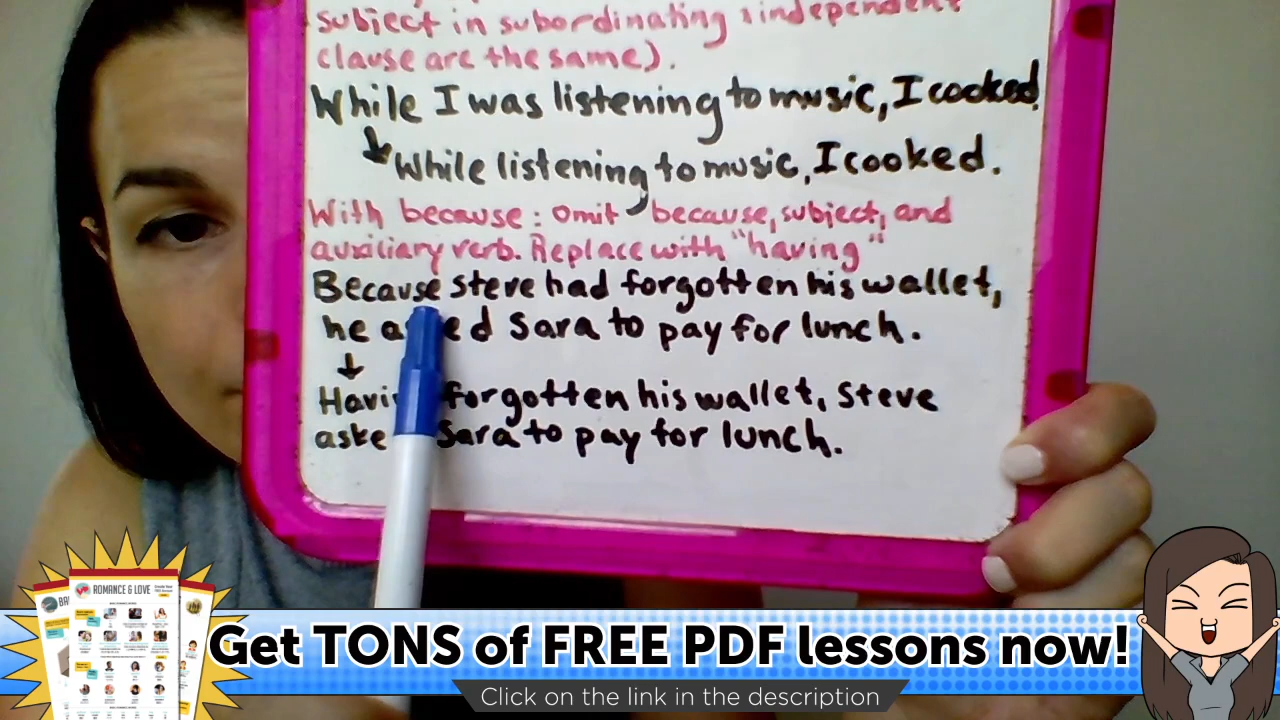 subject in subordinating & independent
clause are the same).
While I was listening to music, I cooked.
While listening to music, I cooked.
With because: omit because, subject, and
auxiliary verb. Replace with "having"
Because Steve had forgotten his wallet,
he a ed Sara to pay for lunch.
Havi forgotten his wallet, Steve
aske Sara to pay for lunch.
ROMANCE & LOVE
Get TONS of FREE PDF lessons now!
Click on the link in the description